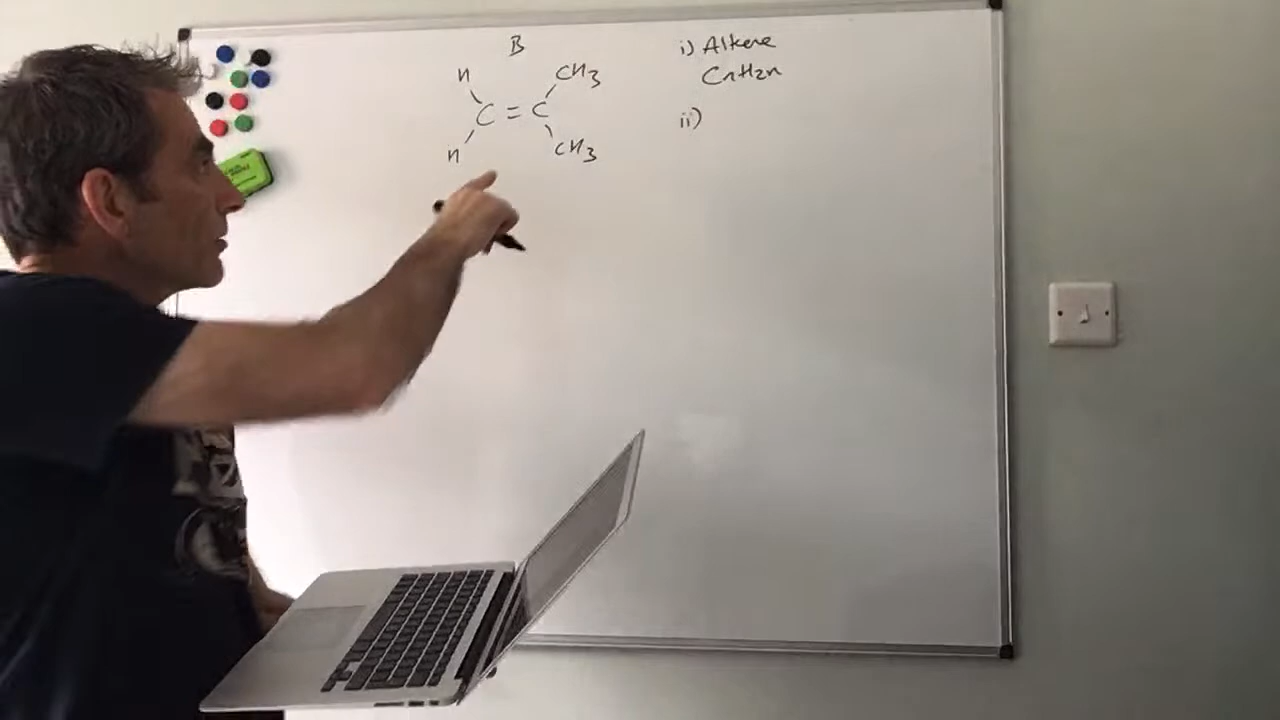 B
H CH3
C = C
H CH3
i) Alkene
CnH2n
ii)